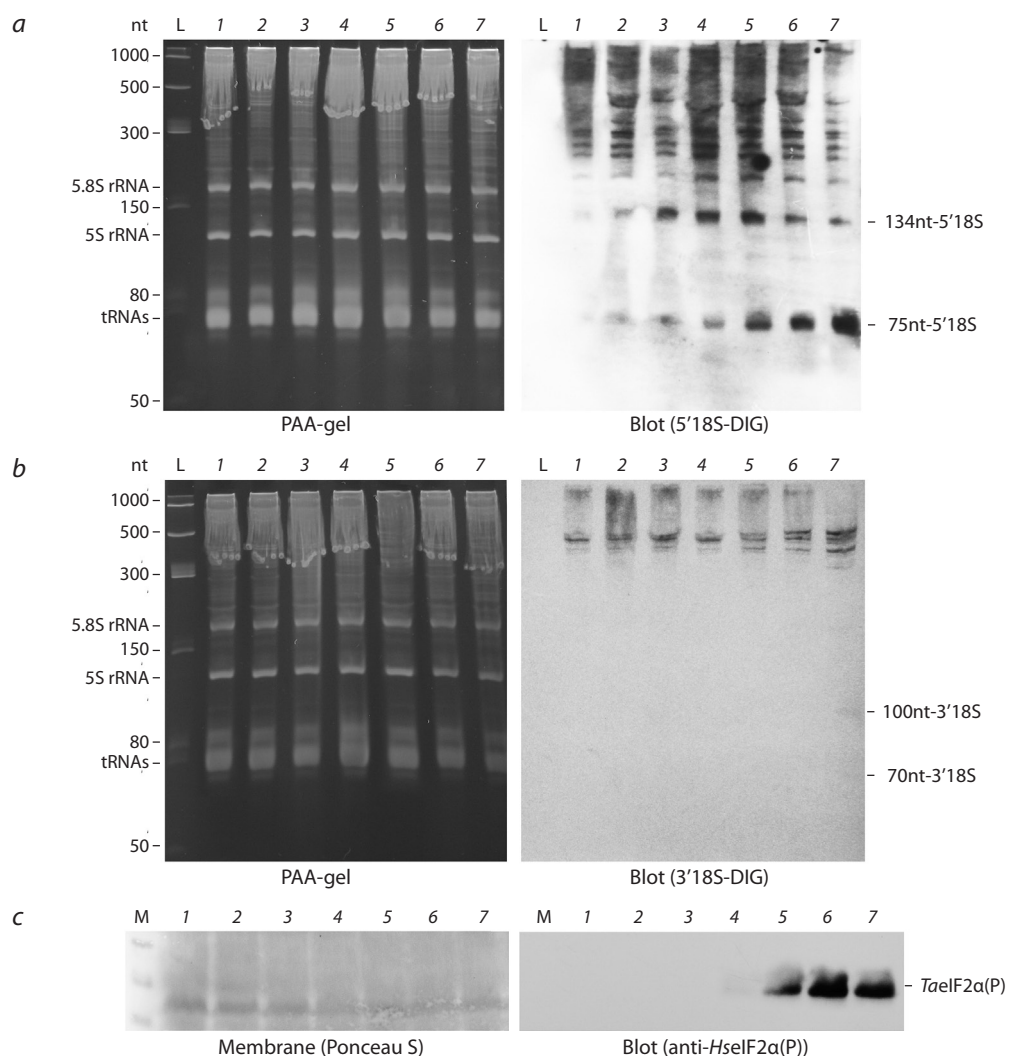 a
nt L 1 2 3 4 5 6 7
1000
500
300
5.8S rRNA
150
5S rRNA
80
tRNAs
50
PAA-gel
L 1 2 3 4 5 6 7
134nt-5'18S
75nt-5'18S
Blot (5'18S-DIG)
b
nt L 1 2 3 4 5 6 7
1000
500
300
5.8S rRNA
150
5S rRNA
80
tRNAs
50
PAA-gel
L 1 2 3 4 5 6 7
100nt-3'18S
70nt-3'18S
Blot (3'18S-DIG)
c
M 1 2 3 4 5 6 7
Membrane (Ponceau S)
M 1 2 3 4 5 6 7
TaeIF2α(P)
Blot (anti-HseIF2α(P))